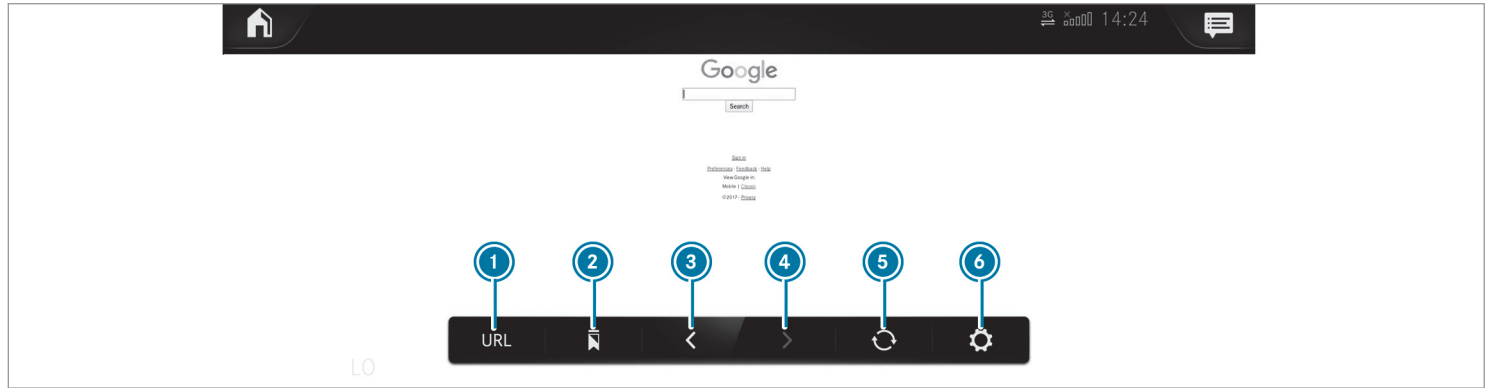 3G 14:24
Google
Search
Sign in
Preferences - Feedback - Help
View Google in:
Mobile | Classic
©2017 - Privacy
1 2 3 4 5 6
URL
LO